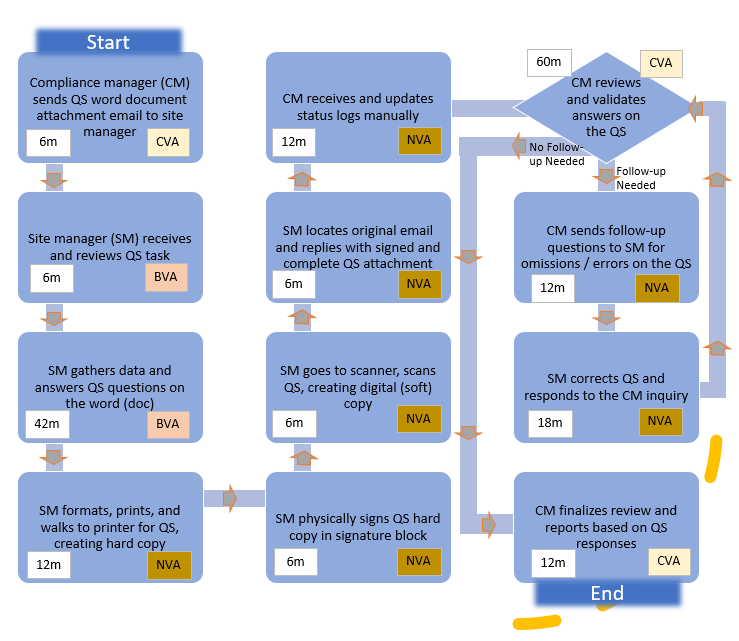 Start
Compliance manager (CM)
sends QS word document
attachment email to site
manager
6m
CVA
Site manager (SM) receives
and reviews QS task
6m
BVA
SM gathers data and
answers QS questions on
the word (doc)
42m
BVA
SM formats, prints, and
walks to printer for QS,
creating hard copy
12m
NVA
SM physically signs QS hard
copy in signature block
6m
NVA
SM goes to scanner, scans
QS, creating digital (soft)
copy
6m
NVA
SM locates original email
and replies with signed and
complete QS attachment
6m
NVA
CM receives and updates
status logs manually
12m
NVA
60m
CVA
CM reviews
and validates
answers on
the QS
No Follow-
up Needed
Follow-up
Needed
CM sends follow-up
questions to SM for
omissions / errors on the QS
12m
NVA
SM corrects QS and
responds to the CM inquiry
18m
NVA
CM finalizes review and
reports based on QS
responses
12m
CVA
End